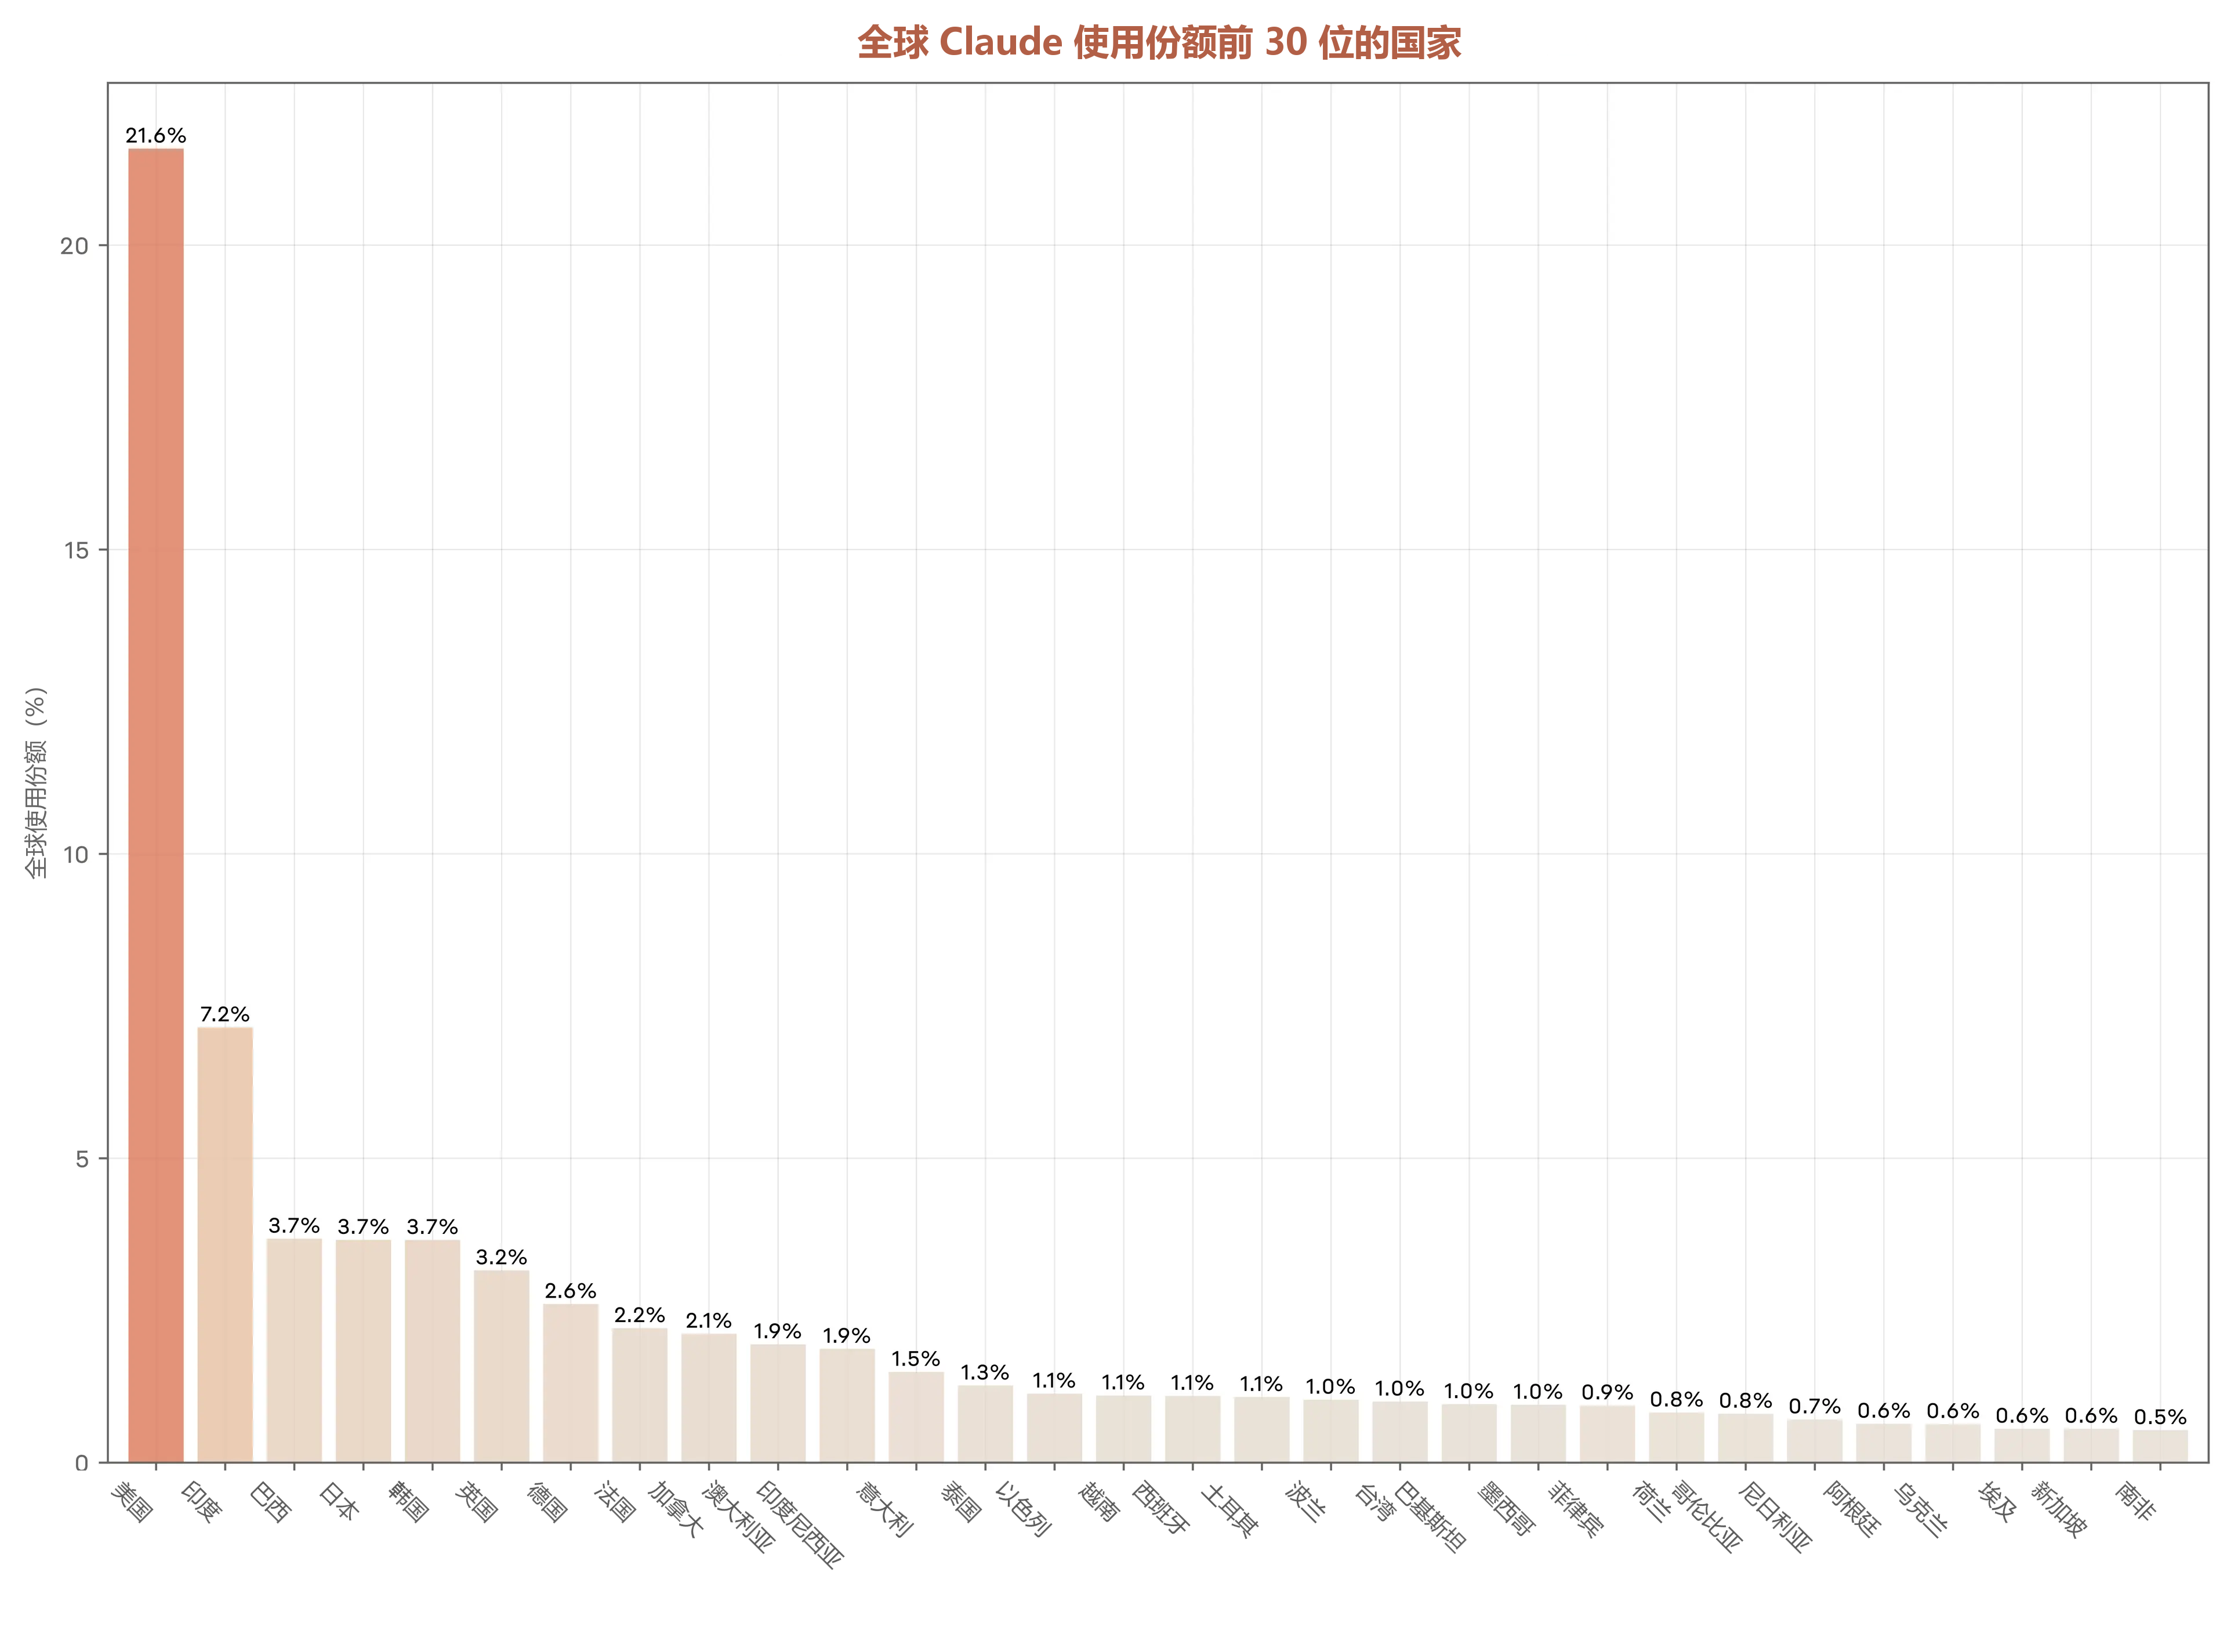 全球 Claude 使用份额前 30 位的国家
全球使用份额（%）
20
15
10
5
0
21.6%
7.2%
3.7%
3.7%
3.7%
3.2%
2.6%
2.2%
2.1%
1.9%
1.9%
1.5%
1.3%
1.1%
1.1%
1.1%
1.1%
1.0%
1.0%
1.0%
1.0%
0.9%
0.8%
0.8%
0.7%
0.6%
0.6%
0.6%
0.6%
0.5%
美国
印度
巴西
日本
韩国
英国
德国
法国
加拿大
澳大利亚
印度尼西亚
意大利
泰国
以色列
越南
西班牙
土耳其
波兰
台湾
巴基斯坦
墨西哥
菲律宾
荷兰
哥伦比亚
尼日利亚
阿根廷
乌克兰
埃及
新加坡
南非